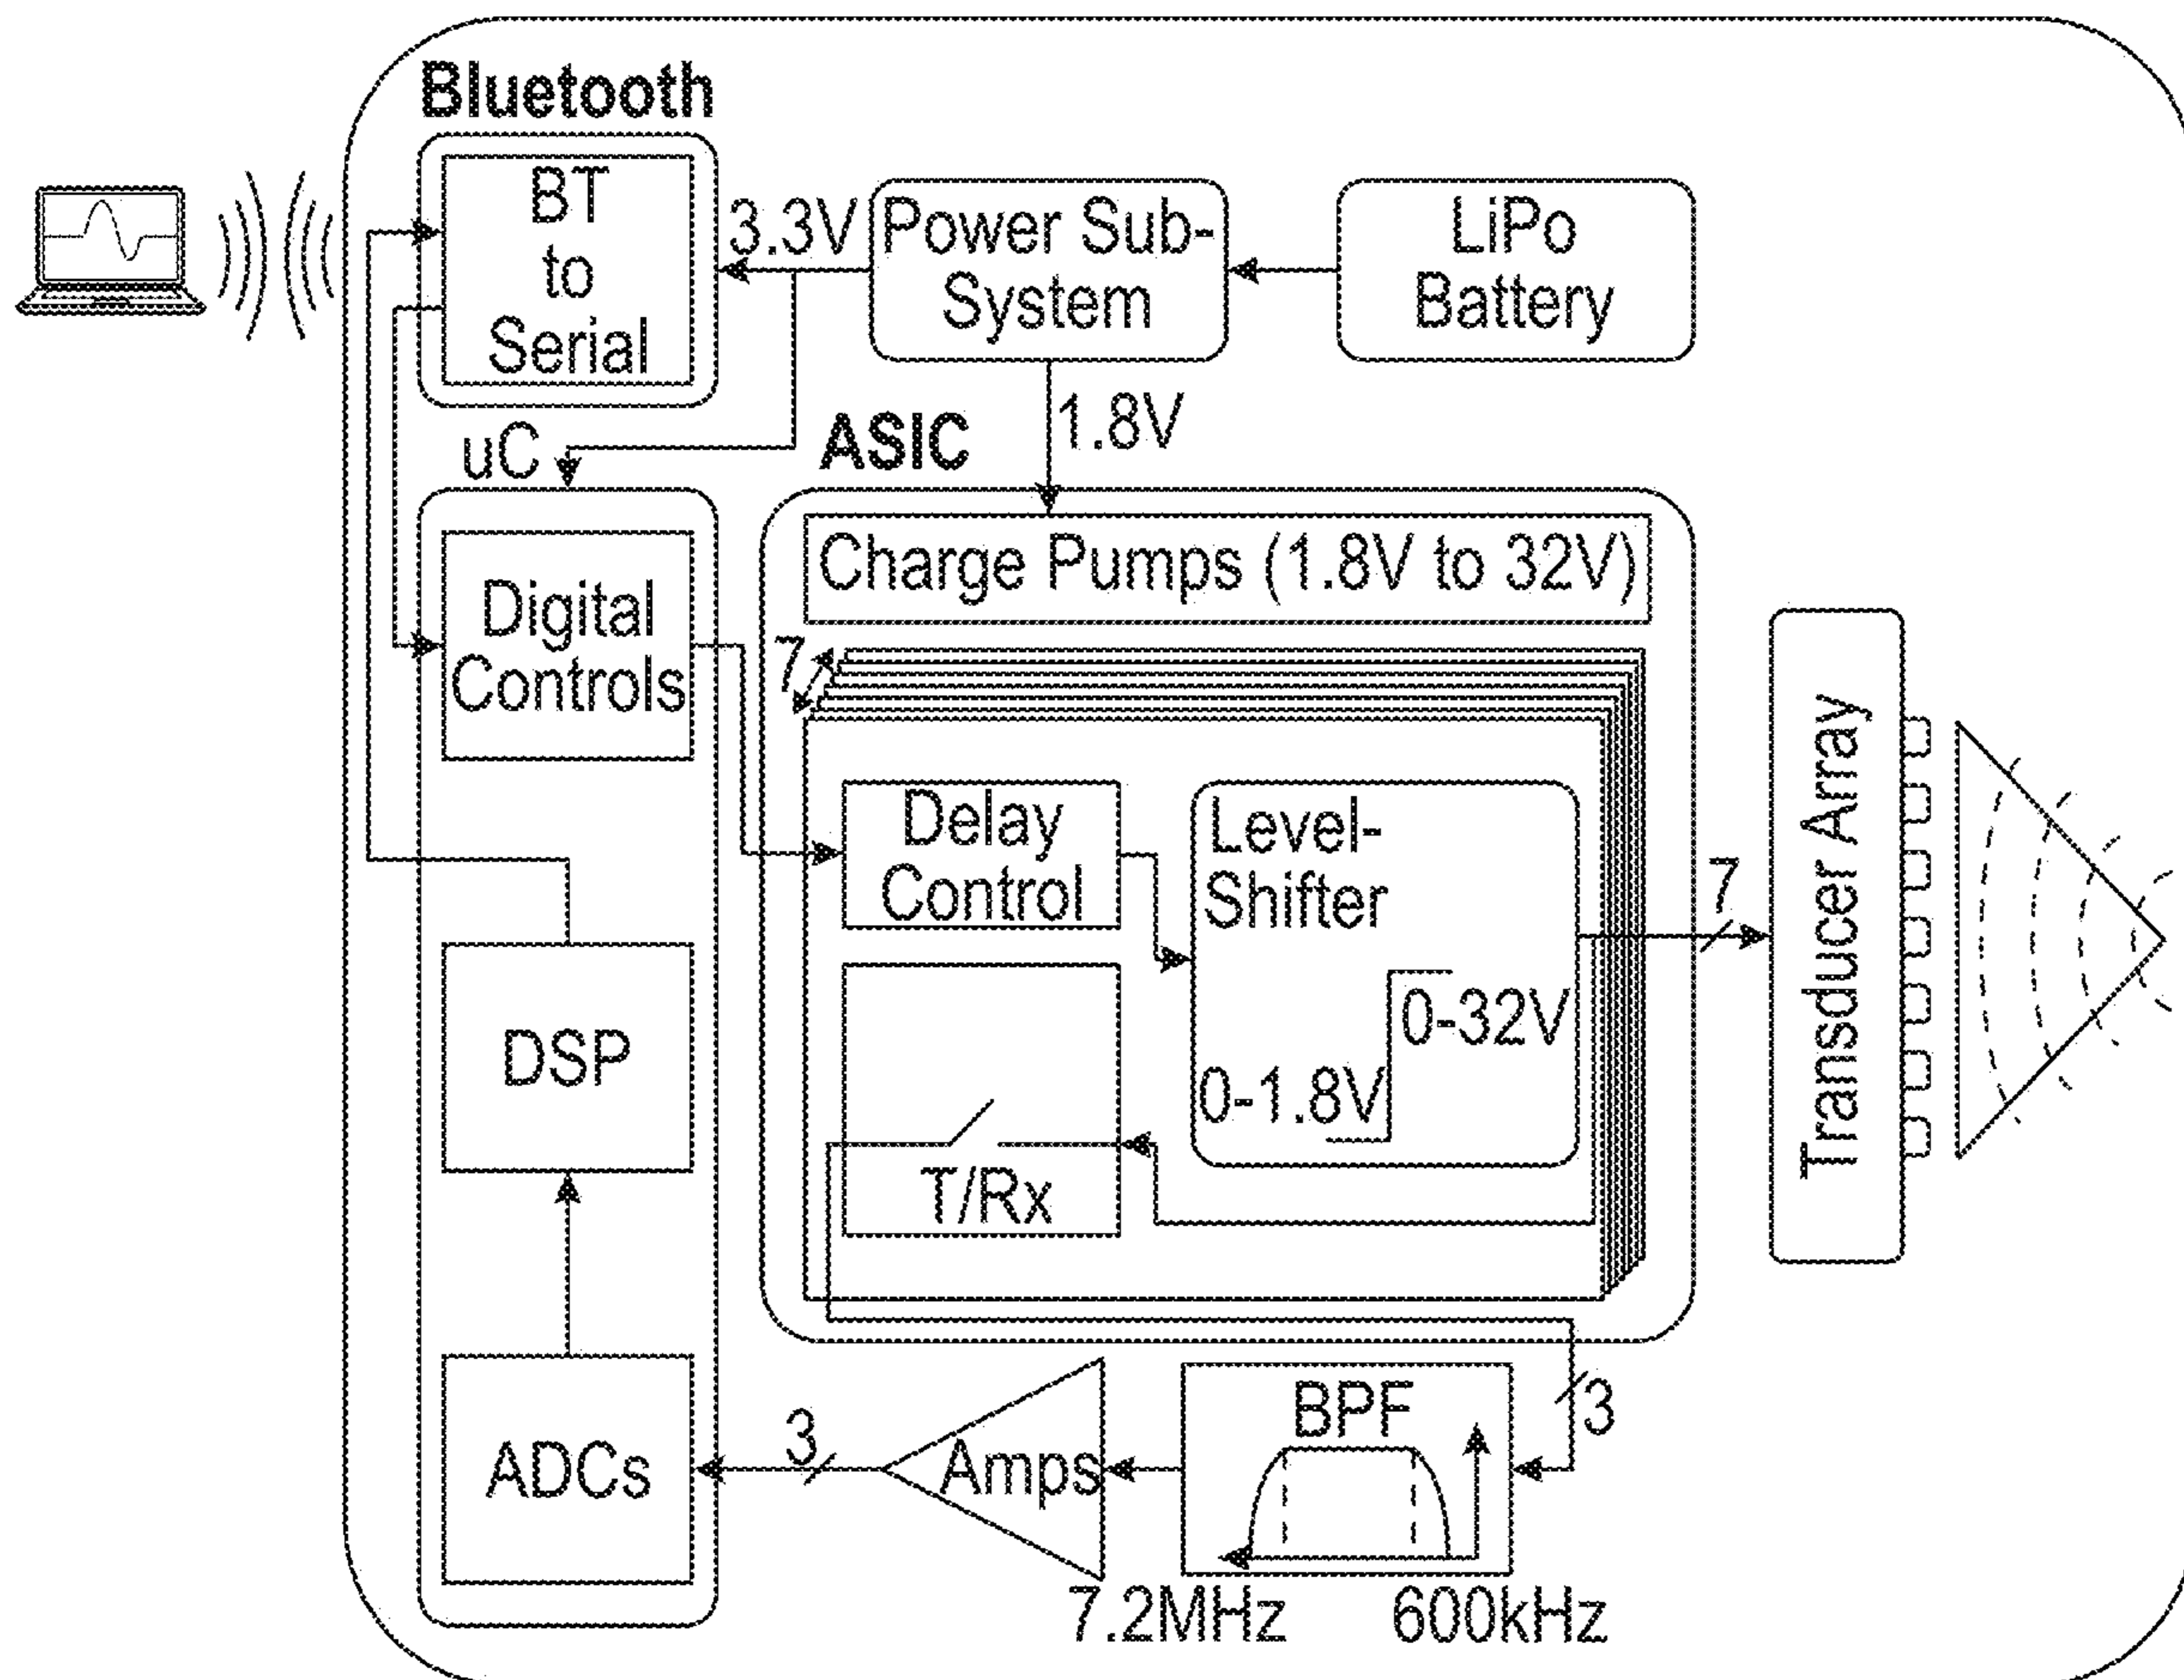 Bluetooth
BT
to
Serial
3.3V
Power Sub-
System
LiPo
Battery
1.8V
uC
ASIC
Charge Pumps (1.8V to 32V)
Digital
Controls
7
Delay
Control
Level-
Shifter
0-32V
0-1.8V
7
Transducer Array
DSP
T/Rx
3
BPF
Amps
3
ADCs
7.2MHz
600kHz